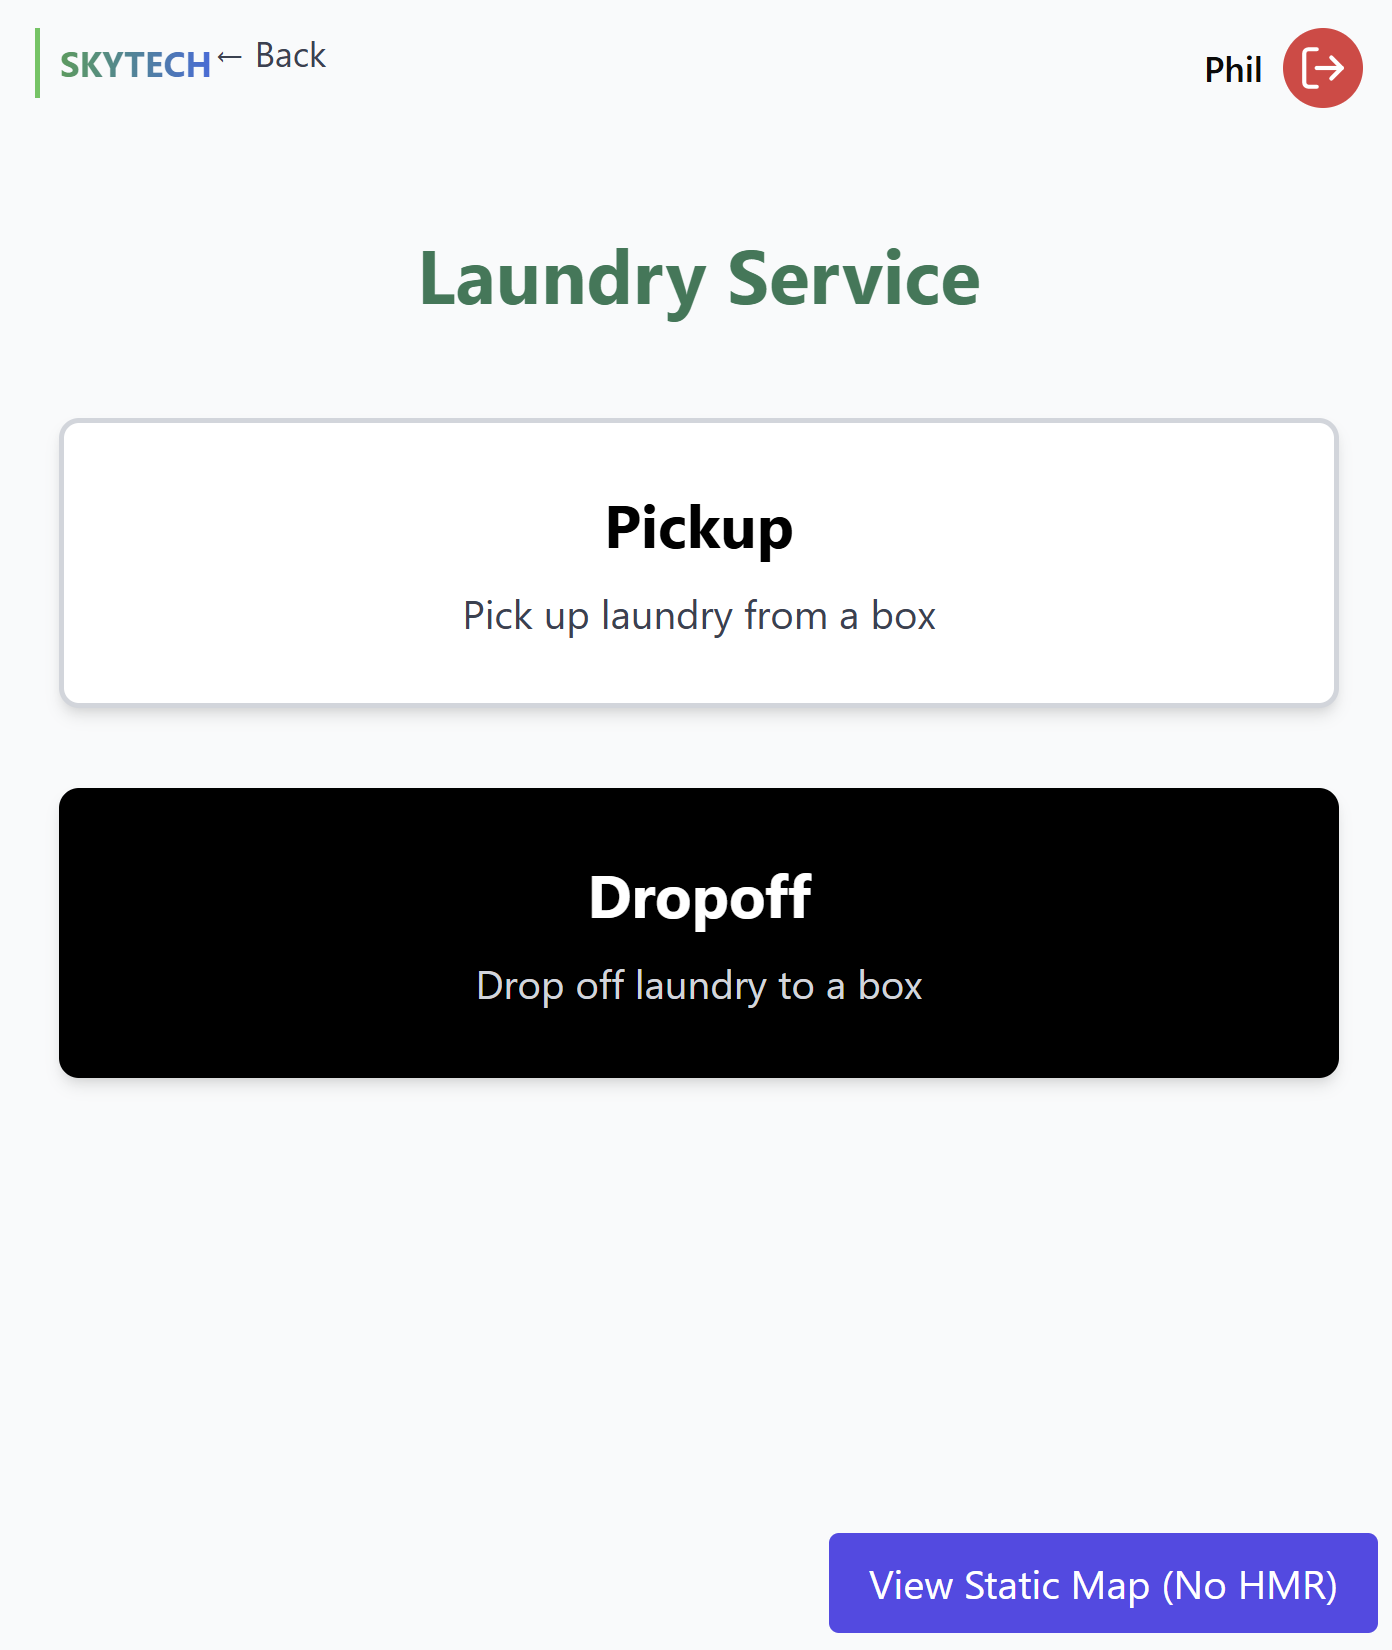 SKYTECH ← Back
Phil
Laundry Service
Pickup
Pick up laundry from a box
Dropoff
Drop off laundry to a box
View Static Map (No HMR)